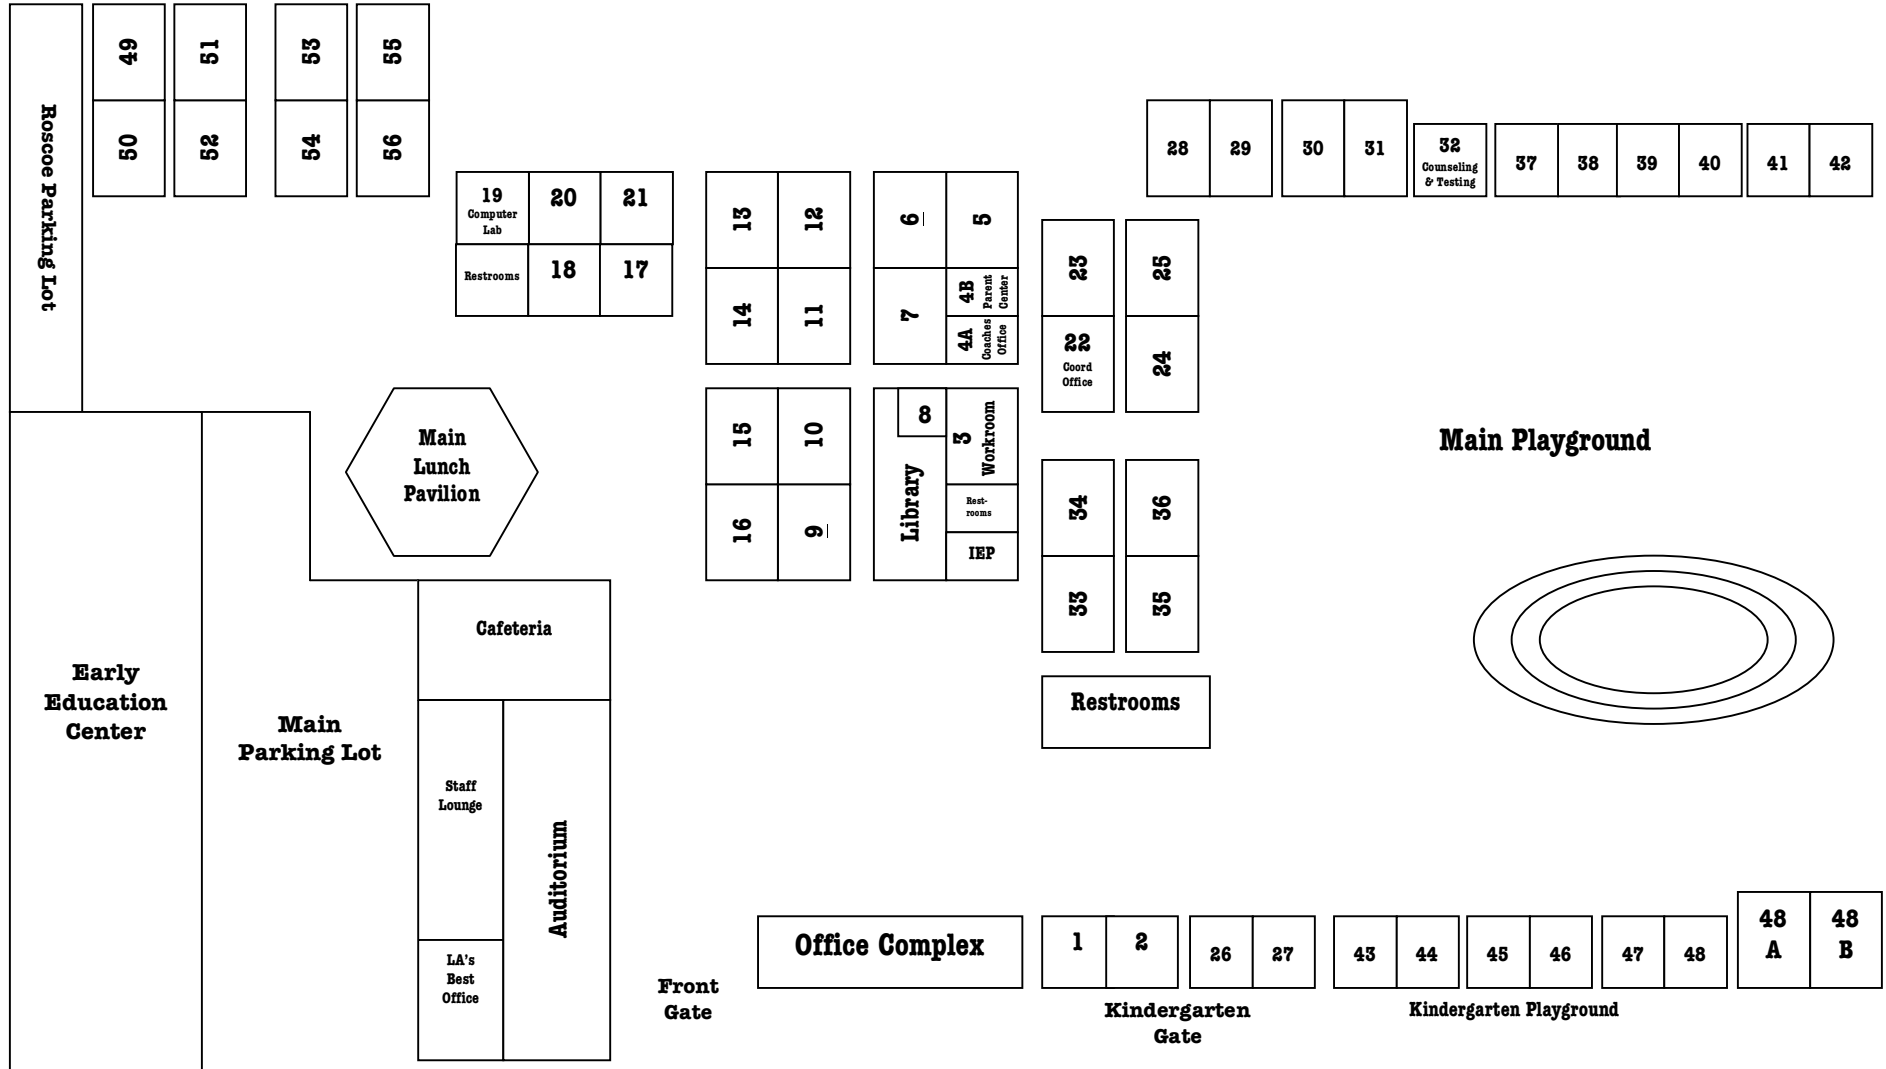 Roscoe Parking Lot
49
51
53
55
50
52
54
56
19
Computer
Lab
20
21
Restrooms
18
17
13
12
14
11
6
5
7
4B
Parent
Center
4A
Coaches
Office
28
29
30
31
32
Counseling
& Testing
37
38
39
40
41
42
23
25
22
Coord
Office
24
Main
Lunch
Pavilion
15
10
16
9
8
Library
3
Workroom
Rest-
rooms
IEP
34
36
33
35
Main Playground
Restrooms
Early
Education
Center
Main
Parking Lot
Cafeteria
Staff
Lounge
Auditorium
LA's
Best
Office
Front
Gate
Office Complex
1
2
26
27
43
44
45
46
47
48
48
A
48
B
Kindergarten
Gate
Kindergarten Playground